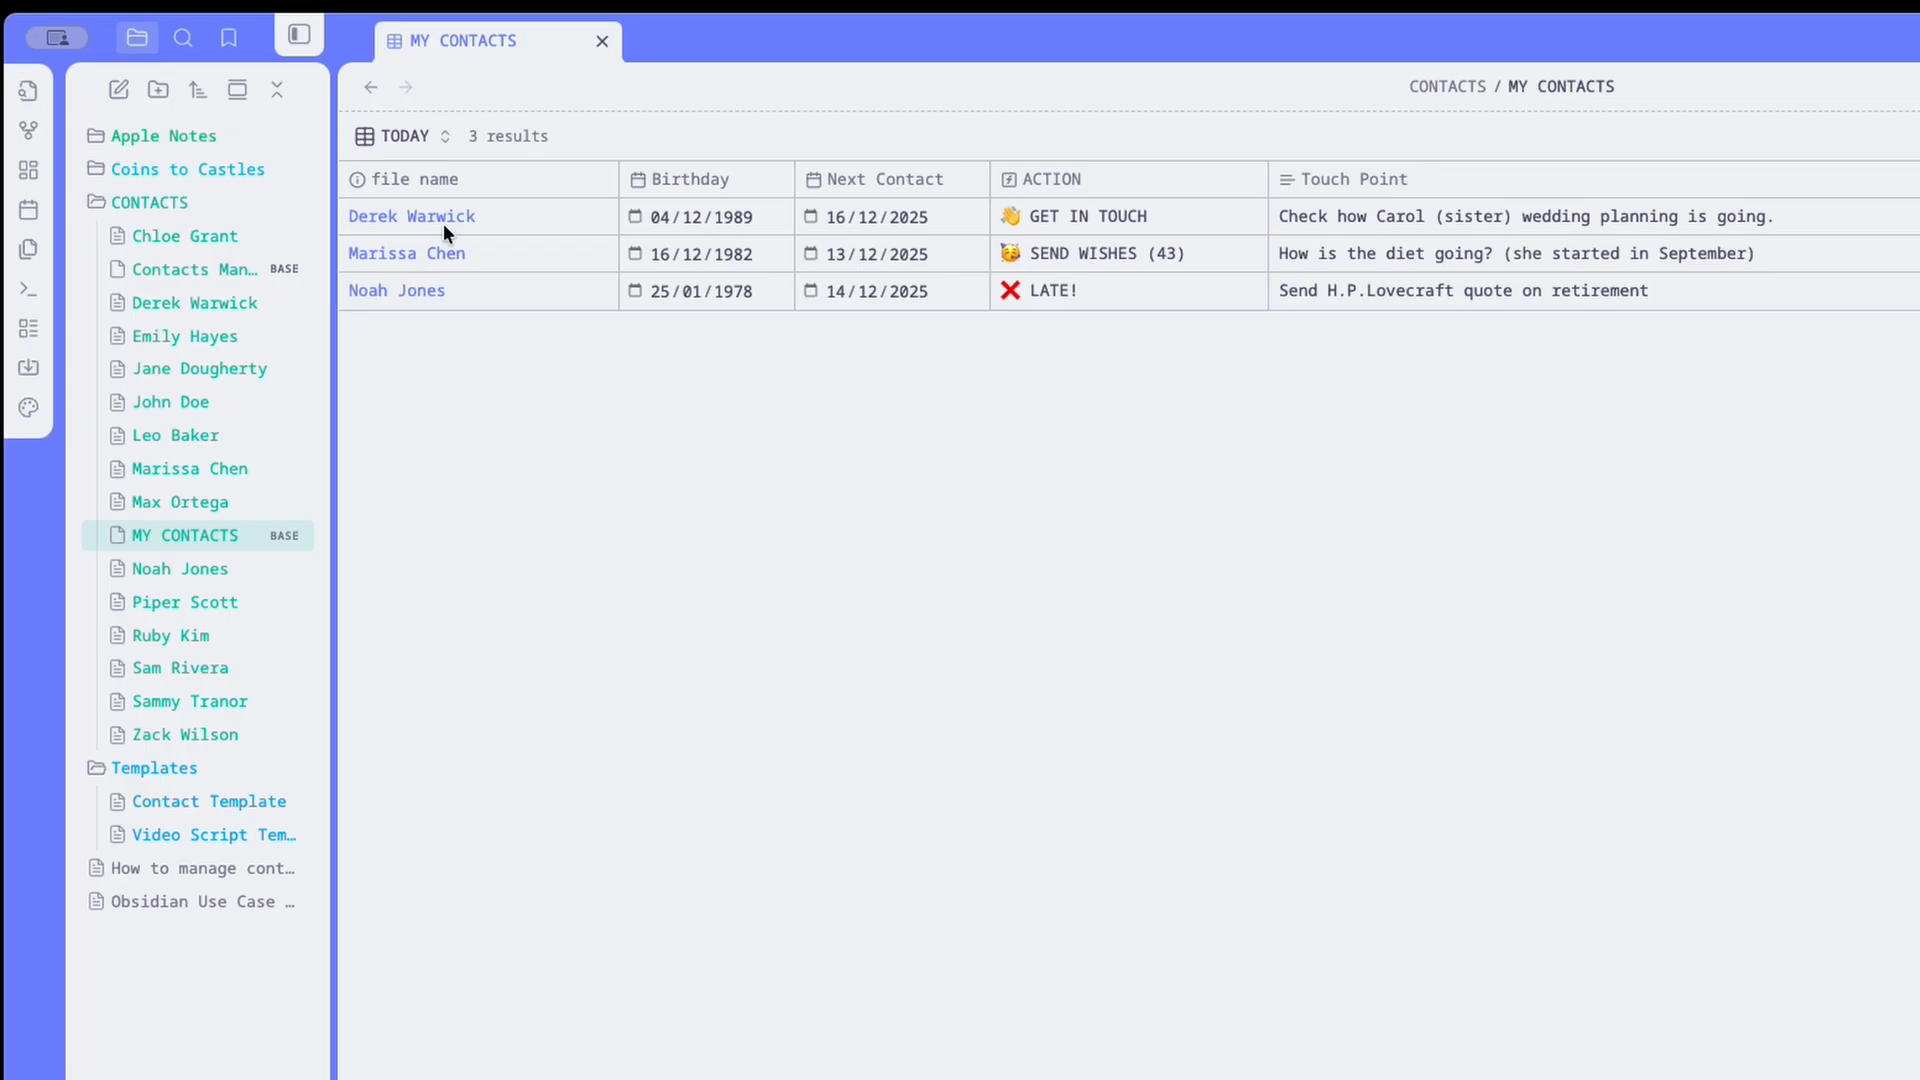 MY CONTACTS
CONTACTS / MY CONTACTS
Apple Notes
Coins to Castles
CONTACTS
Chloe Grant
Contacts Man… BASE
Derek Warwick
Emily Hayes
Jane Dougherty
John Doe
Leo Baker
Marissa Chen
Max Ortega
MY CONTACTS BASE
Noah Jones
Piper Scott
Ruby Kim
Sam Rivera
Sammy Tranor
Zack Wilson
Templates
Contact Template
Video Script Tem…
How to manage cont…
Obsidian Use Case …
TODAY 3 results
file name Birthday Next Contact ACTION Touch Point
Derek Warwick 04/12/1989 16/12/2025 👋 GET IN TOUCH Check how Carol (sister) wedding planning is going.
Marissa Chen 16/12/1982 13/12/2025 🥳 SEND WISHES (43) How is the diet going? (she started in September)
Noah Jones 25/01/1978 14/12/2025 ❌ LATE! Send H.P.Lovecraft quote on retirement